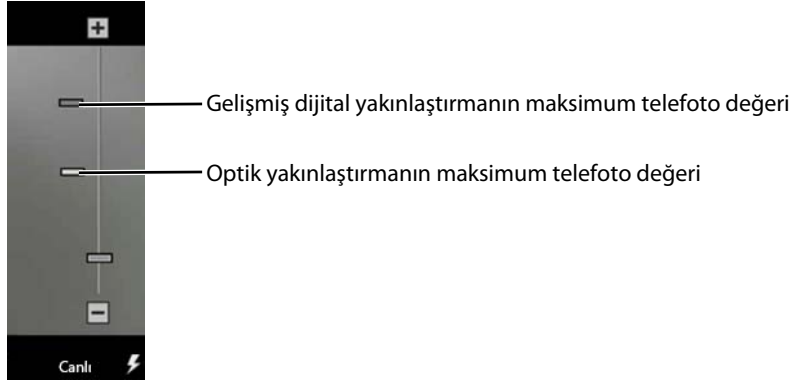 Gelişmiş dijital yakınlaştırmanın maksimum telefoto değeri
Optik yakınlaştırmanın maksimum telefoto değeri
Canlı